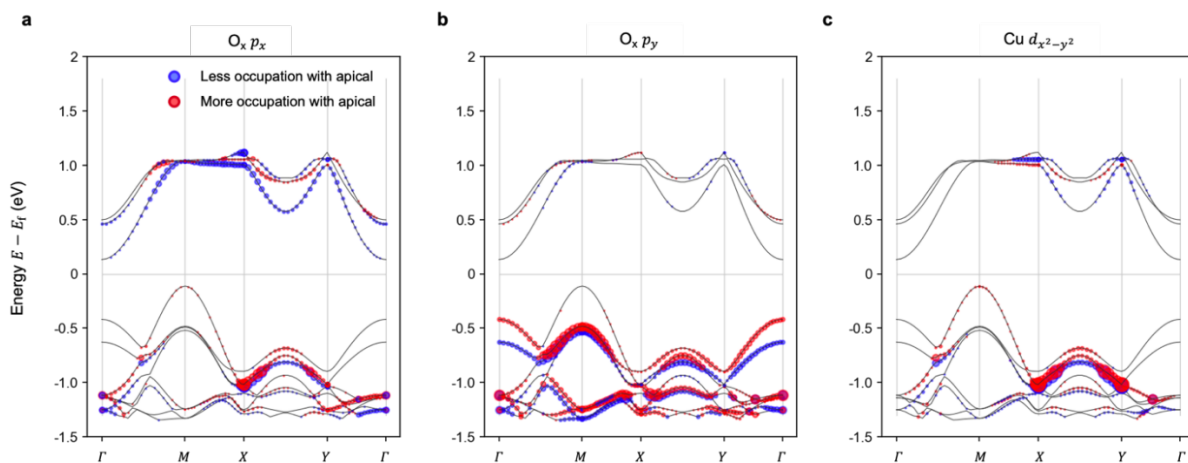 a b c
Oₓ pₓ Oₓ pᵧ Cu dₓ²₋ᵧ²
2 2 2
Less occupation with apical
More occupation with apical
1.5 1.5 1.5
1.0 1.0 1.0
0.5 0.5 0.5
Energy E − E_f (eV)
0 0 0
-0.5 -0.5 -0.5
-1.0 -1.0 -1.0
-1.5 -1.5 -1.5
Γ M X Y Γ Γ M X Y Γ Γ M X Y Γ